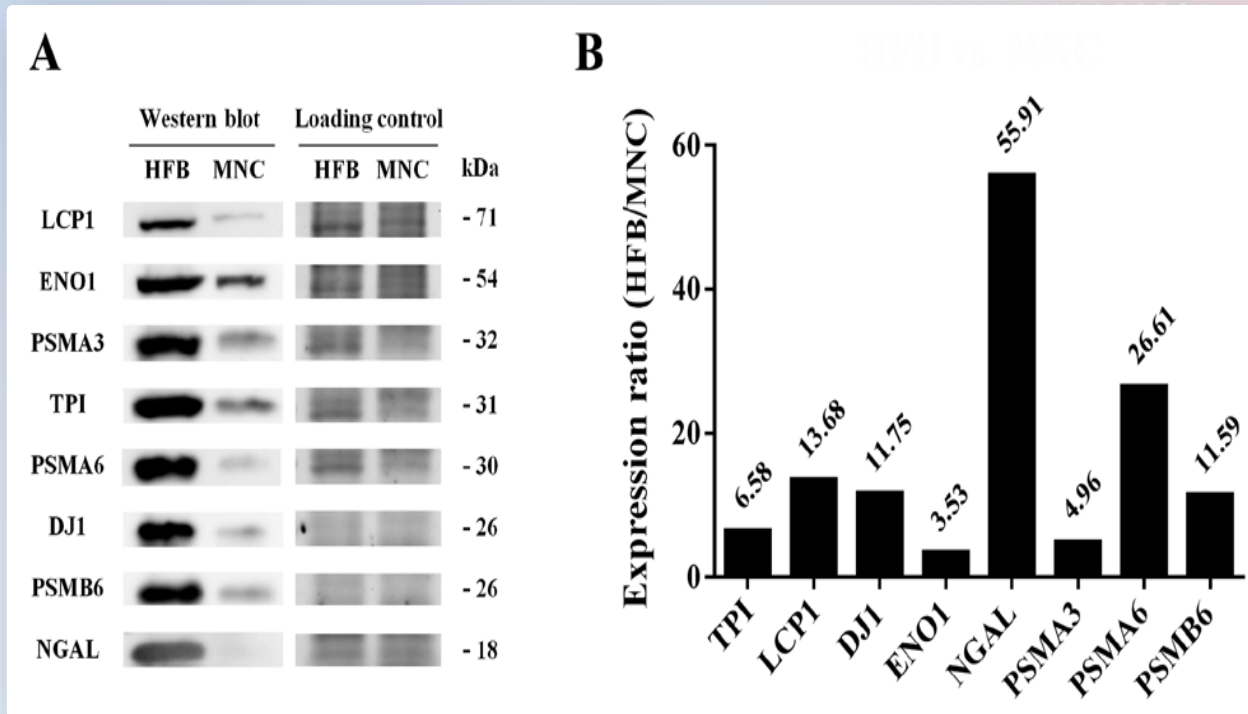 A
Western blot Loading control
HFB MNC HFB MNC kDa
LCP1 - 71
ENO1 - 54
PSMA3 - 32
TPI - 31
PSMA6 - 30
DJ1 - 26
PSMB6 - 26
NGAL - 18
B
HFB vs MNC
Expression ratio (HFB/MNC)
60
40
20
0
6.58
13.68
11.75
3.53
55.91
4.96
26.61
11.59
TPI
LCP1
DJ1
ENO1
NGAL
PSMA3
PSMA6
PSMB6